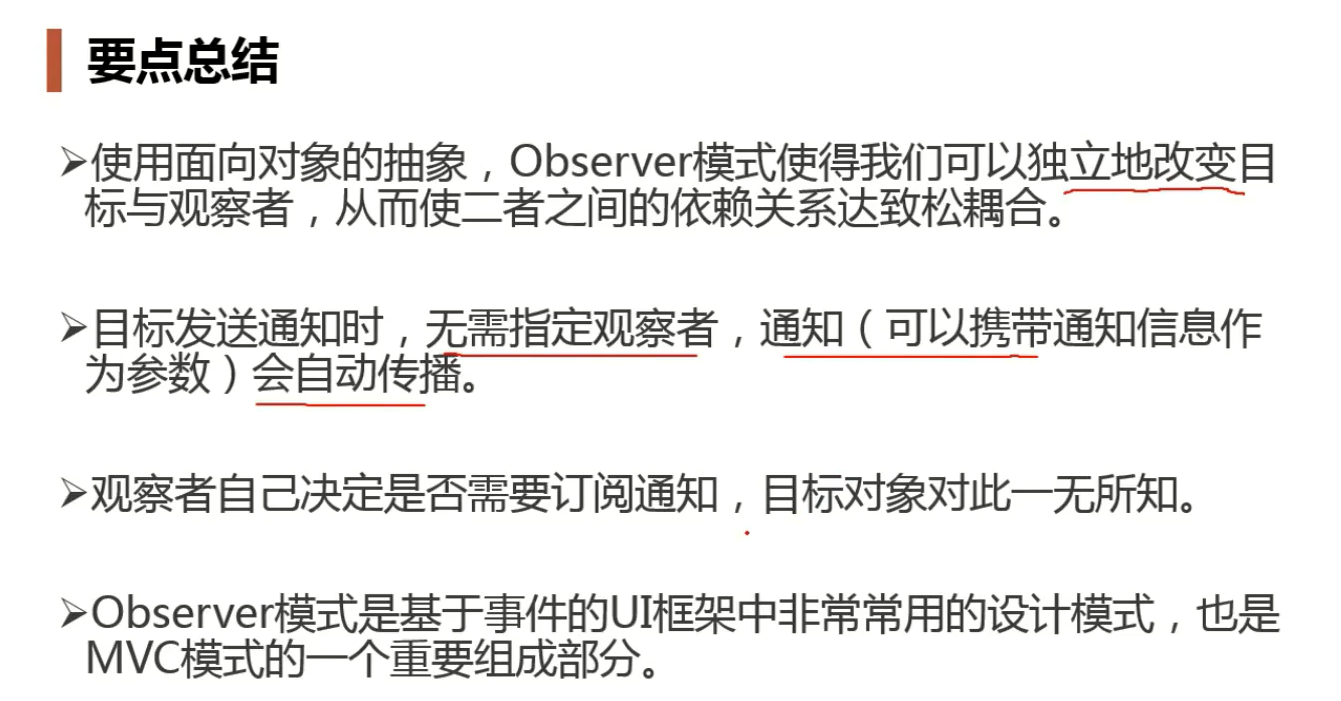 要点总结
➢使用面向对象的抽象，Observer模式使得我们可以独立地改变目
标与观察者，从而使二者之间的依赖关系达致松耦合。
➢目标发送通知时，无需指定观察者，通知（可以携带通知信息作
为参数）会自动传播。
➢观察者自己决定是否需要订阅通知，目标对象对此一无所知。
➢Observer模式是基于事件的UI框架中非常常用的设计模式，也是
MVC模式的一个重要组成部分。